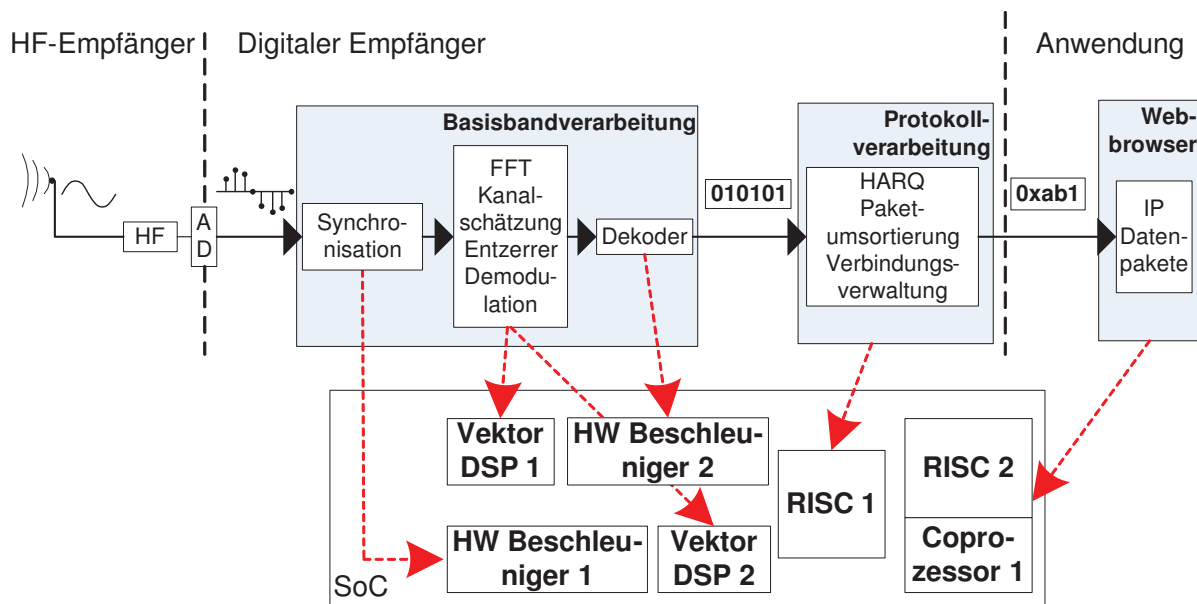 HF-Empfänger
Digitaler Empfänger
Anwendung
Basisbandverarbeitung
Protokoll-
verarbeitung
Web-
browser
HF
A
D
Synchro-
nisation
FFT
Kanal-
schätzung
Entzerrer
Demodu-
lation
Dekoder
010101
HARQ
Paket-
umsortierung
Verbindungs-
verwaltung
0xab1
IP
Daten-
pakete
Vektor
DSP 1
HW Beschleu-
niger 2
RISC 1
RISC 2
Copro-
zessor 1
HW Beschleu-
niger 1
Vektor
DSP 2
SoC